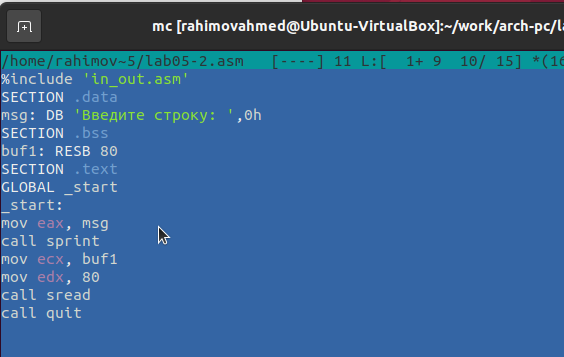 mc [rahimovahmed@Ubuntu-VirtualBox]:~/work/arch-pc/la
/home/rahimov~5/lab05-2.asm [----] 11 L:[ 1+ 9 10/ 15] *(16
%include 'in_out.asm'
SECTION .data
msg: DB 'Введите строку: ',0h
SECTION .bss
buf1: RESB 80
SECTION .text
GLOBAL _start
_start:
mov eax, msg
call sprint
mov ecx, buf1
mov edx, 80
call sread
call quit